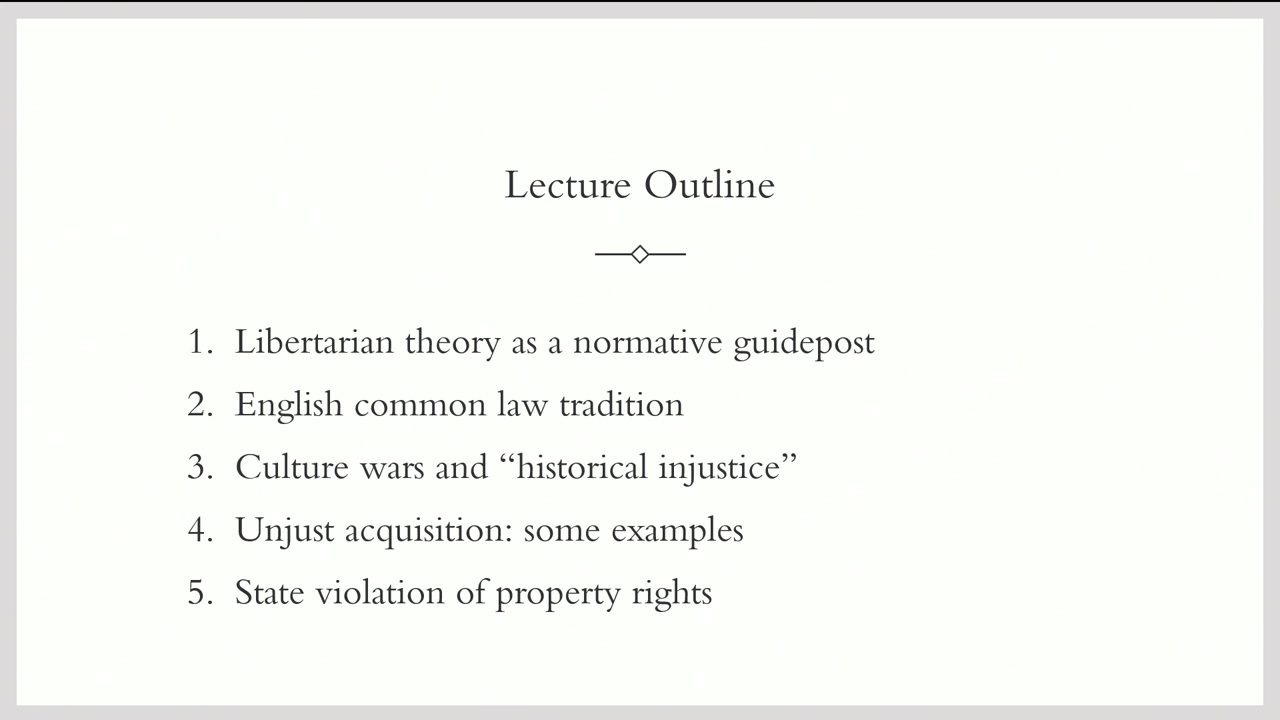 Lecture Outline
1. Libertarian theory as a normative guidepost
2. English common law tradition
3. Culture wars and “historical injustice”
4. Unjust acquisition: some examples
5. State violation of property rights